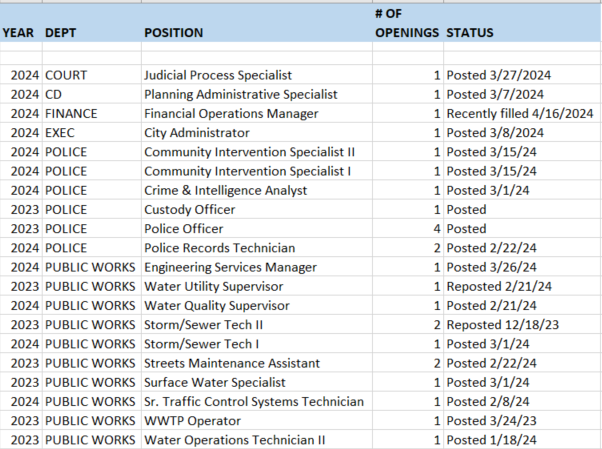 # OF
YEAR DEPT POSITION OPENINGS STATUS
2024 COURT Judicial Process Specialist 1 Posted 3/27/2024
2024 CD Planning Administrative Specialist 1 Posted 3/7/2024
2024 FINANCE Financial Operations Manager 1 Recently filled 4/16/2024
2024 EXEC City Administrator 1 Posted 3/8/2024
2024 POLICE Community Intervention Specialist II 1 Posted 3/15/24
2024 POLICE Community Intervention Specialist I 1 Posted 3/15/24
2024 POLICE Crime & Intelligence Analyst 1 Posted 3/1/24
2023 POLICE Custody Officer 1 Posted
2023 POLICE Police Officer 4 Posted
2024 POLICE Police Records Technician 2 Posted 2/22/24
2024 PUBLIC WORKS Engineering Services Manager 1 Posted 3/26/24
2023 PUBLIC WORKS Water Utility Supervisor 1 Reposted 2/21/24
2024 PUBLIC WORKS Water Quality Supervisor 1 Posted 2/21/24
2023 PUBLIC WORKS Storm/Sewer Tech II 2 Reposted 12/18/23
2024 PUBLIC WORKS Storm/Sewer Tech I 1 Posted 3/1/24
2023 PUBLIC WORKS Streets Maintenance Assistant 2 Posted 2/22/24
2023 PUBLIC WORKS Surface Water Specialist 1 Posted 3/1/24
2024 PUBLIC WORKS Sr. Traffic Control Systems Technician 1 Posted 2/8/24
2023 PUBLIC WORKS WWTP Operator 1 Posted 3/24/23
2023 PUBLIC WORKS Water Operations Technician II 1 Posted 1/18/24